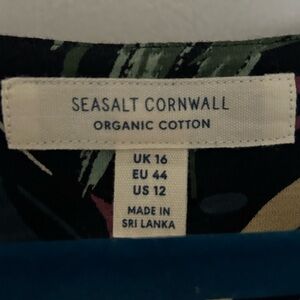 SEASALT CORNWALL
ORGANIC COTTON
UK 16
EU 44
US 12
MADE IN
SRI LANKA